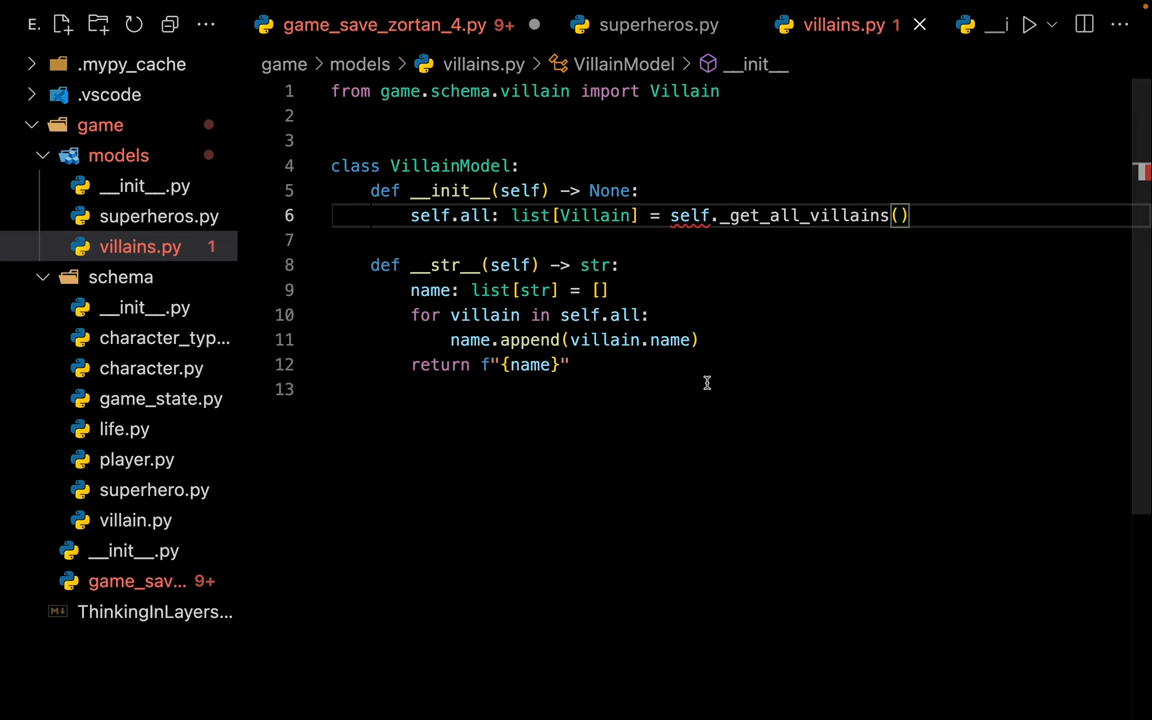 E. ...
game_save_zortan_4.py 9+
superheros.py
villains.py 1
__i
...
.mypy_cache
.vscode
game
models
__init__.py
superheros.py
villains.py 1
schema
__init__.py
character_typ...
character.py
game_state.py
life.py
player.py
superhero.py
villain.py
__init__.py
game_sav... 9+
ThinkingInLayers...
game > models > villains.py > VillainModel > __init__
1 from game.schema.villain import Villain
2
3
4 class VillainModel:
5 def __init__(self) -> None:
6 self.all: list[Villain] = self._get_all_villains()
7
8 def __str__(self) -> str:
9 name: list[str] = []
10 for villain in self.all:
11 name.append(villain.name)
12 return f"{name}"
13